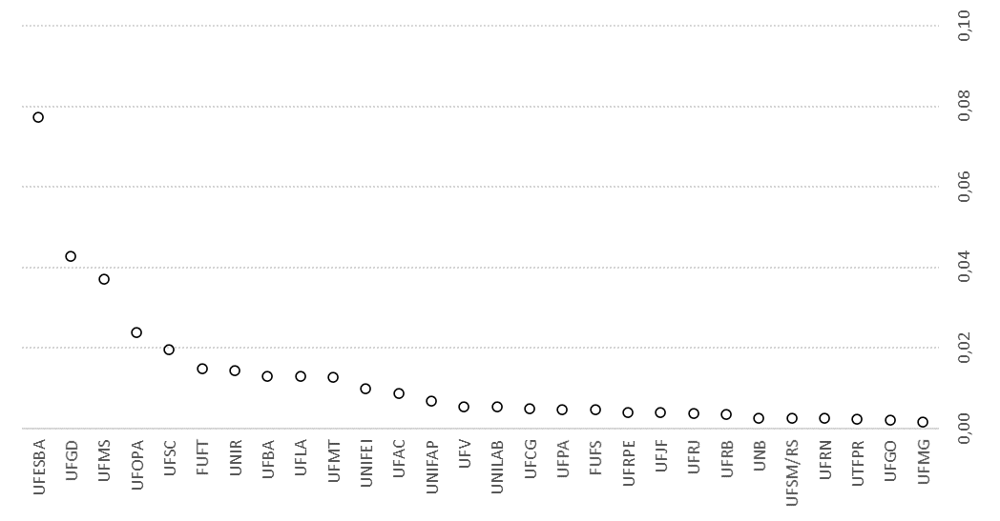 0,10
0,08
0,06
0,04
0,02
0,00
UFESBA
UFGD
UFMS
UFOPA
UFSC
FUFT
UNIR
UFBA
UFLA
UFMT
UNIFEI
UFAC
UNIFAP
UFV
UNILAB
UFCG
UFPA
FUFS
UFRPE
UFJF
UFRJ
UFRB
UNB
UFSM/RS
UFRN
UTFPR
UFGO
UFMG